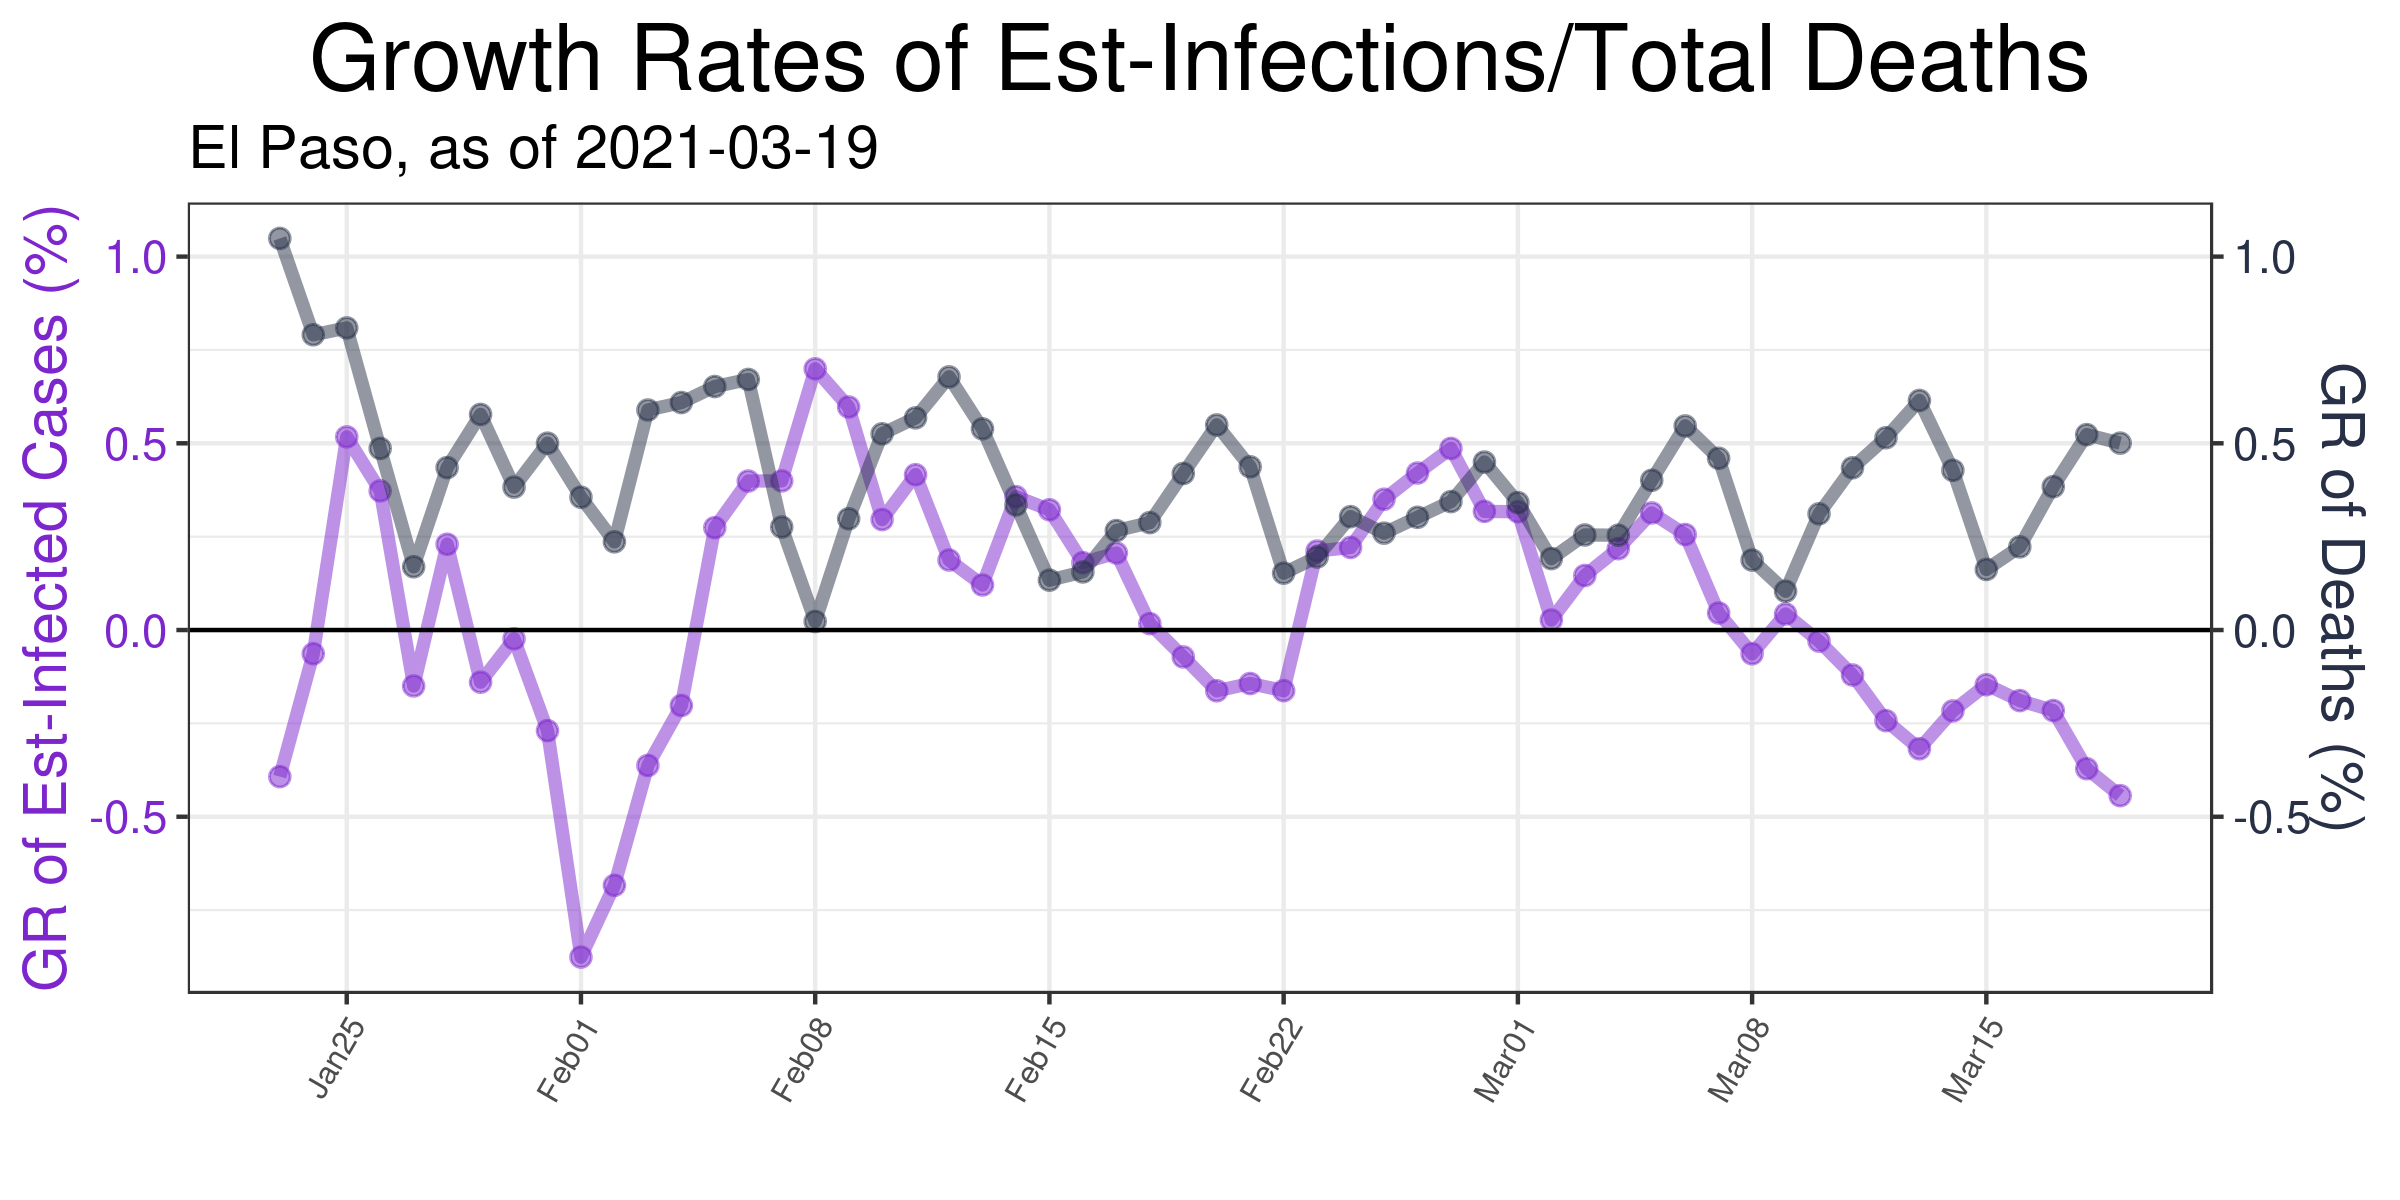 Growth Rates of Est-Infections/Total Deaths
El Paso, as of 2021-03-19
GR of Est-Infected Cases (%)
1.0
0.5
0.0
-0.5
1.0
0.5
0.0
-0.5
GR of Deaths (%)
Jan25
Feb01
Feb08
Feb15
Feb22
Mar01
Mar08
Mar15